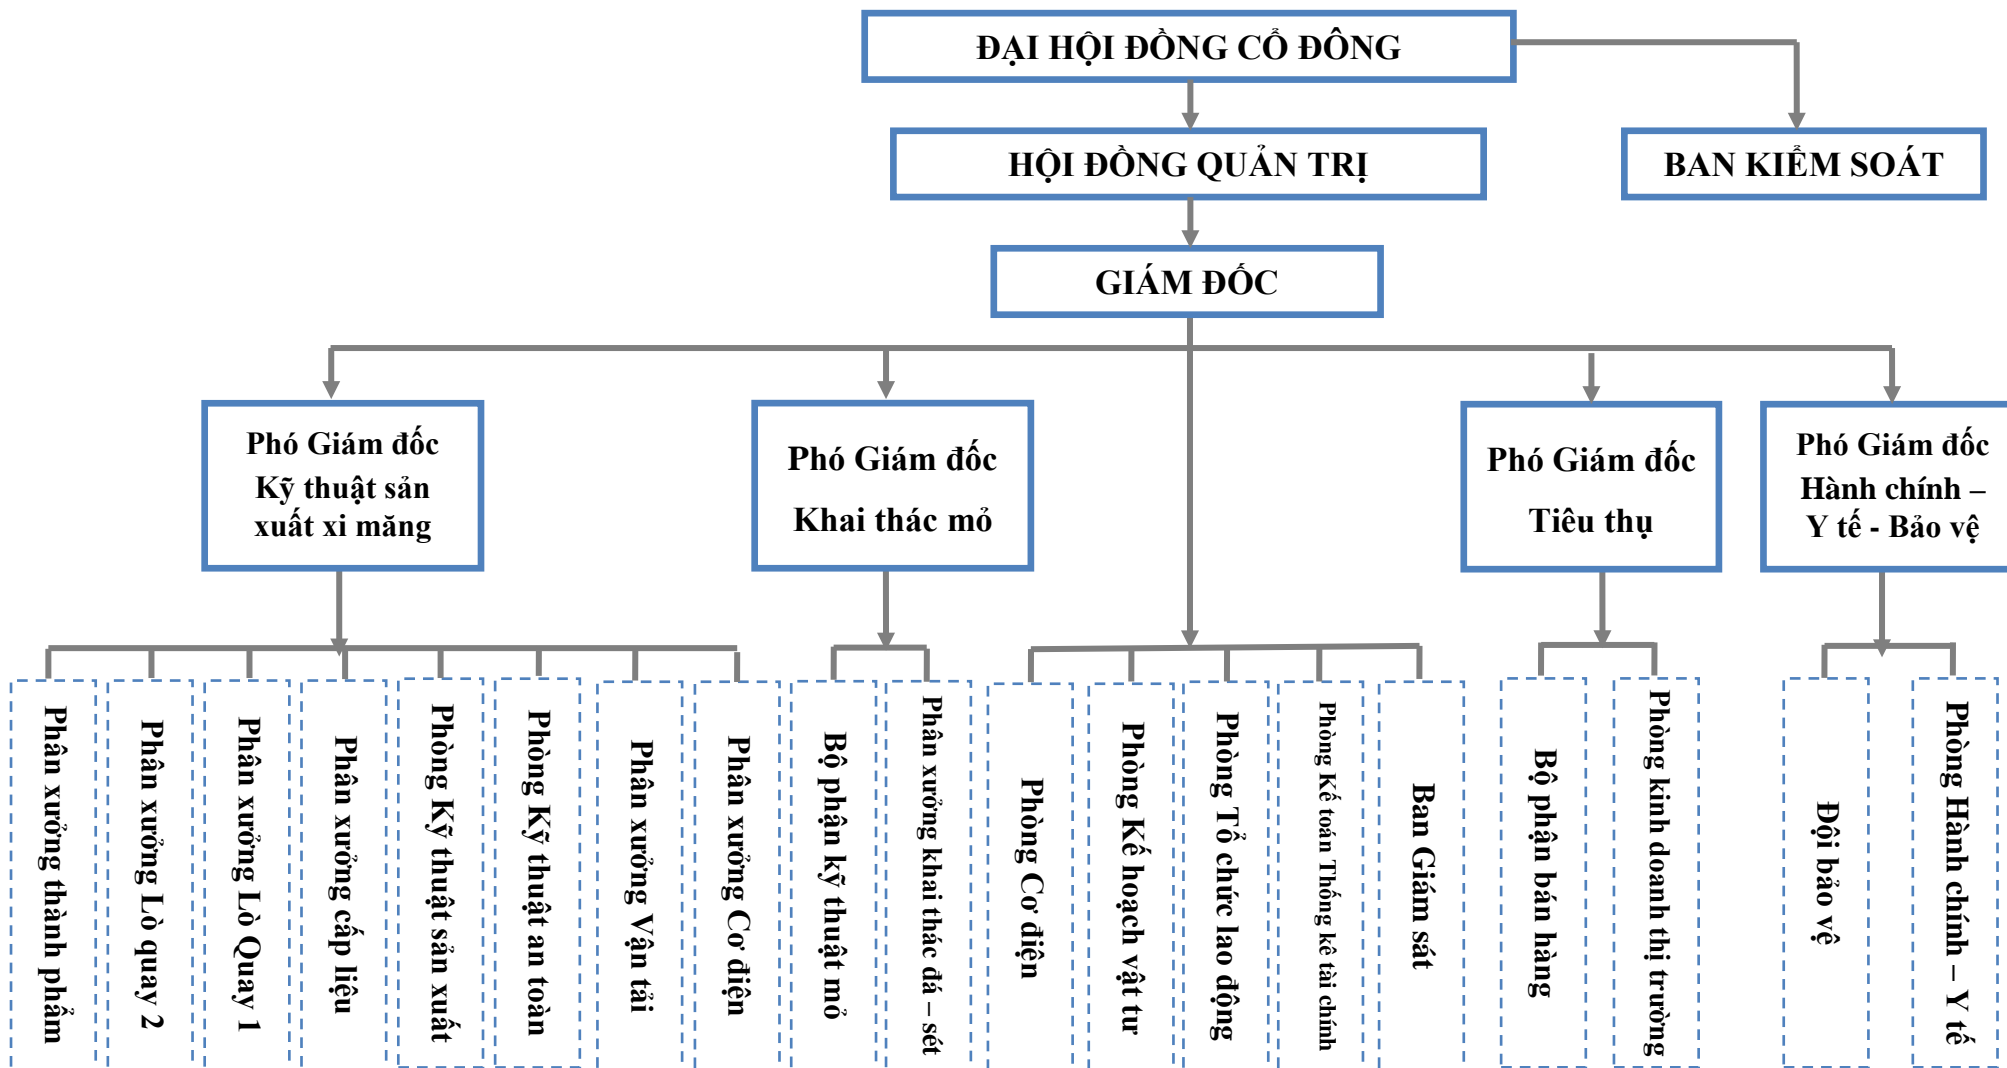 ĐẠI HỘI ĐỒNG CỔ ĐÔNG
HỘI ĐỒNG QUẢN TRỊ
BAN KIỂM SOÁT
GIÁM ĐỐC
Phó Giám đốc
Kỹ thuật sản
xuất xi măng
Phó Giám đốc
Khai thác mỏ
Phó Giám đốc
Tiêu thụ
Phó Giám đốc
Hành chính –
Y tế - Bảo vệ
Phân xưởng thành phẩm
Phân xưởng Lò quay 2
Phân xưởng Lò Quay 1
Phân xưởng cấp liệu
Phòng Kỹ thuật sản xuất
Phòng Kỹ thuật an toàn
Phân xưởng Vận tải
Phân xưởng Cơ điện
Bộ phận kỹ thuật mỏ
Phân xưởng khai thác đá – sét
Phòng Cơ điện
Phòng Kế hoạch vật tư
Phòng Tổ chức lao động
Phòng Kế toán Thống kê tài chính
Ban Giám sát
Bộ phận bán hàng
Phòng kinh doanh thị trường
Đội bảo vệ
Phòng Hành chính – Y tế